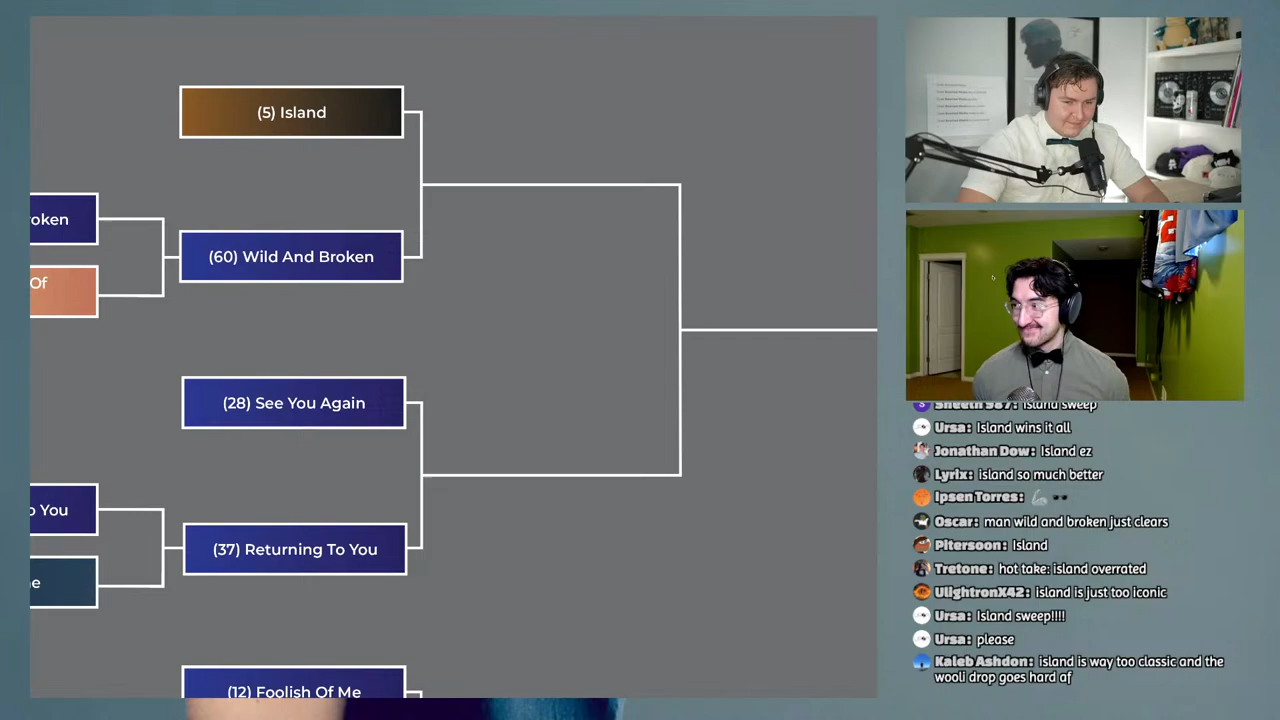 (5) Island
oken
(60) Wild And Broken
Of
(28) See You Again
o You
(37) Returning To You
e
(12) Foolish Of Me
Sheeth987: Island sweep
Ursa: Island wins it all
Jonathan Dow: Island ez
Lyrix: island so much better
Ipsen Torres:
Oscar: man wild and broken just clears
Pitersoon: Island
Tretone: hot take: island overrated
UlightronX42: island is just too iconic
Ursa: Island sweep!!!!
Ursa: please
Kaleb Ashdon: island is way too classic and the
wooli drop goes hard af